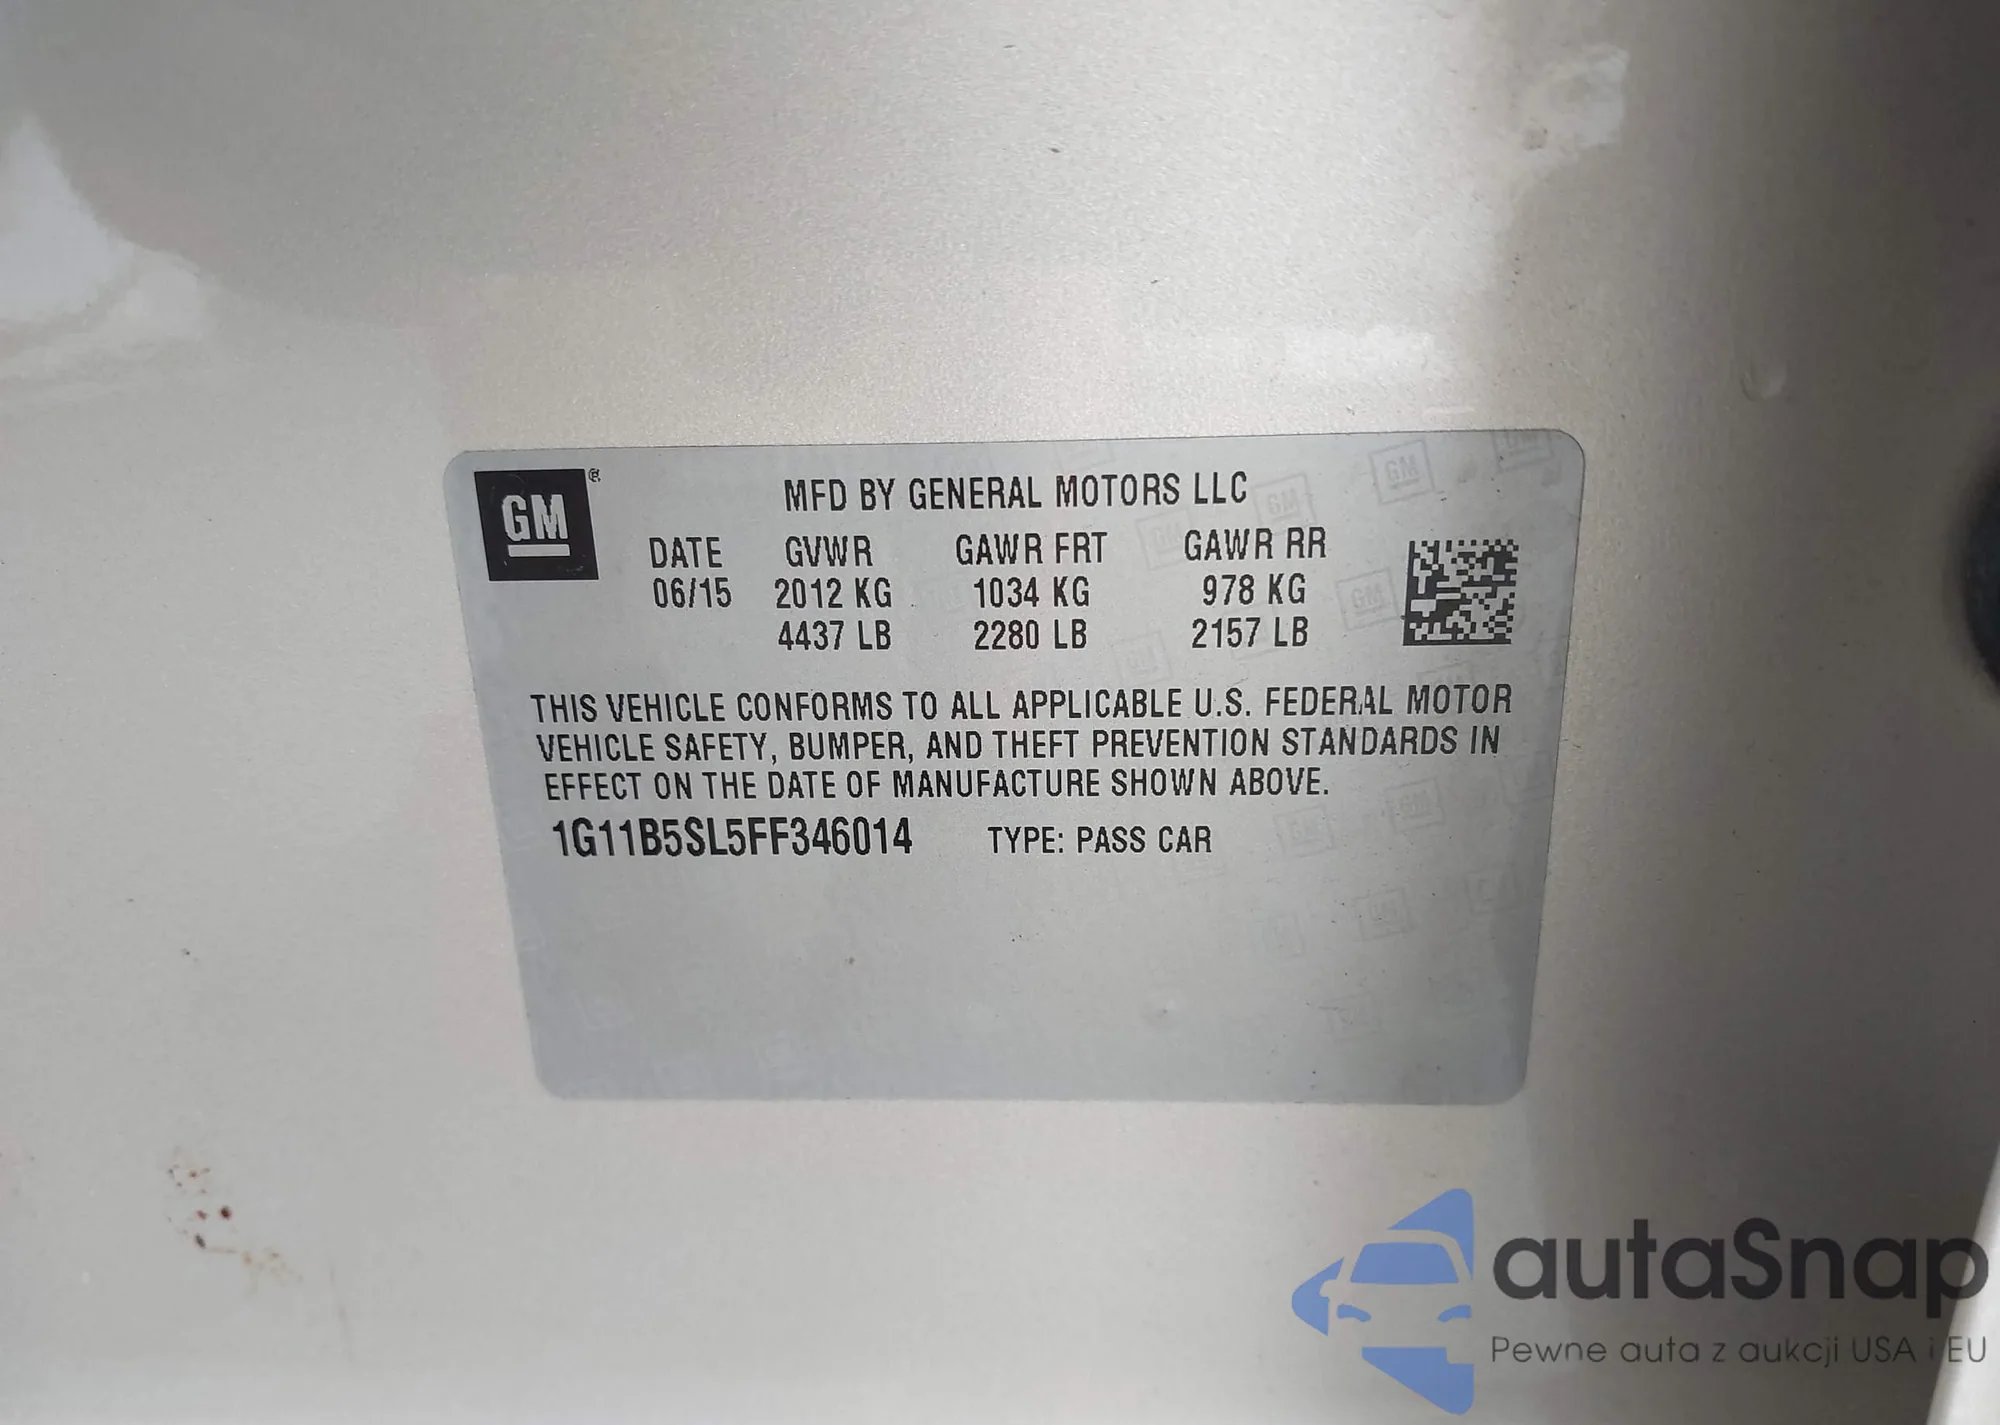 GM®
MFD BY GENERAL MOTORS LLC
DATE GVWR GAWR FRT GAWR RR
06/15 2012 KG 1034 KG 978 KG
4437 LB 2280 LB 2157 LB
THIS VEHICLE CONFORMS TO ALL APPLICABLE U.S. FEDERAL MOTOR
VEHICLE SAFETY, BUMPER, AND THEFT PREVENTION STANDARDS IN
EFFECT ON THE DATE OF MANUFACTURE SHOWN ABOVE.
1G11B5SL5FF346014 TYPE: PASS CAR
autaSnap
Pewne auta z aukcji USA i EU